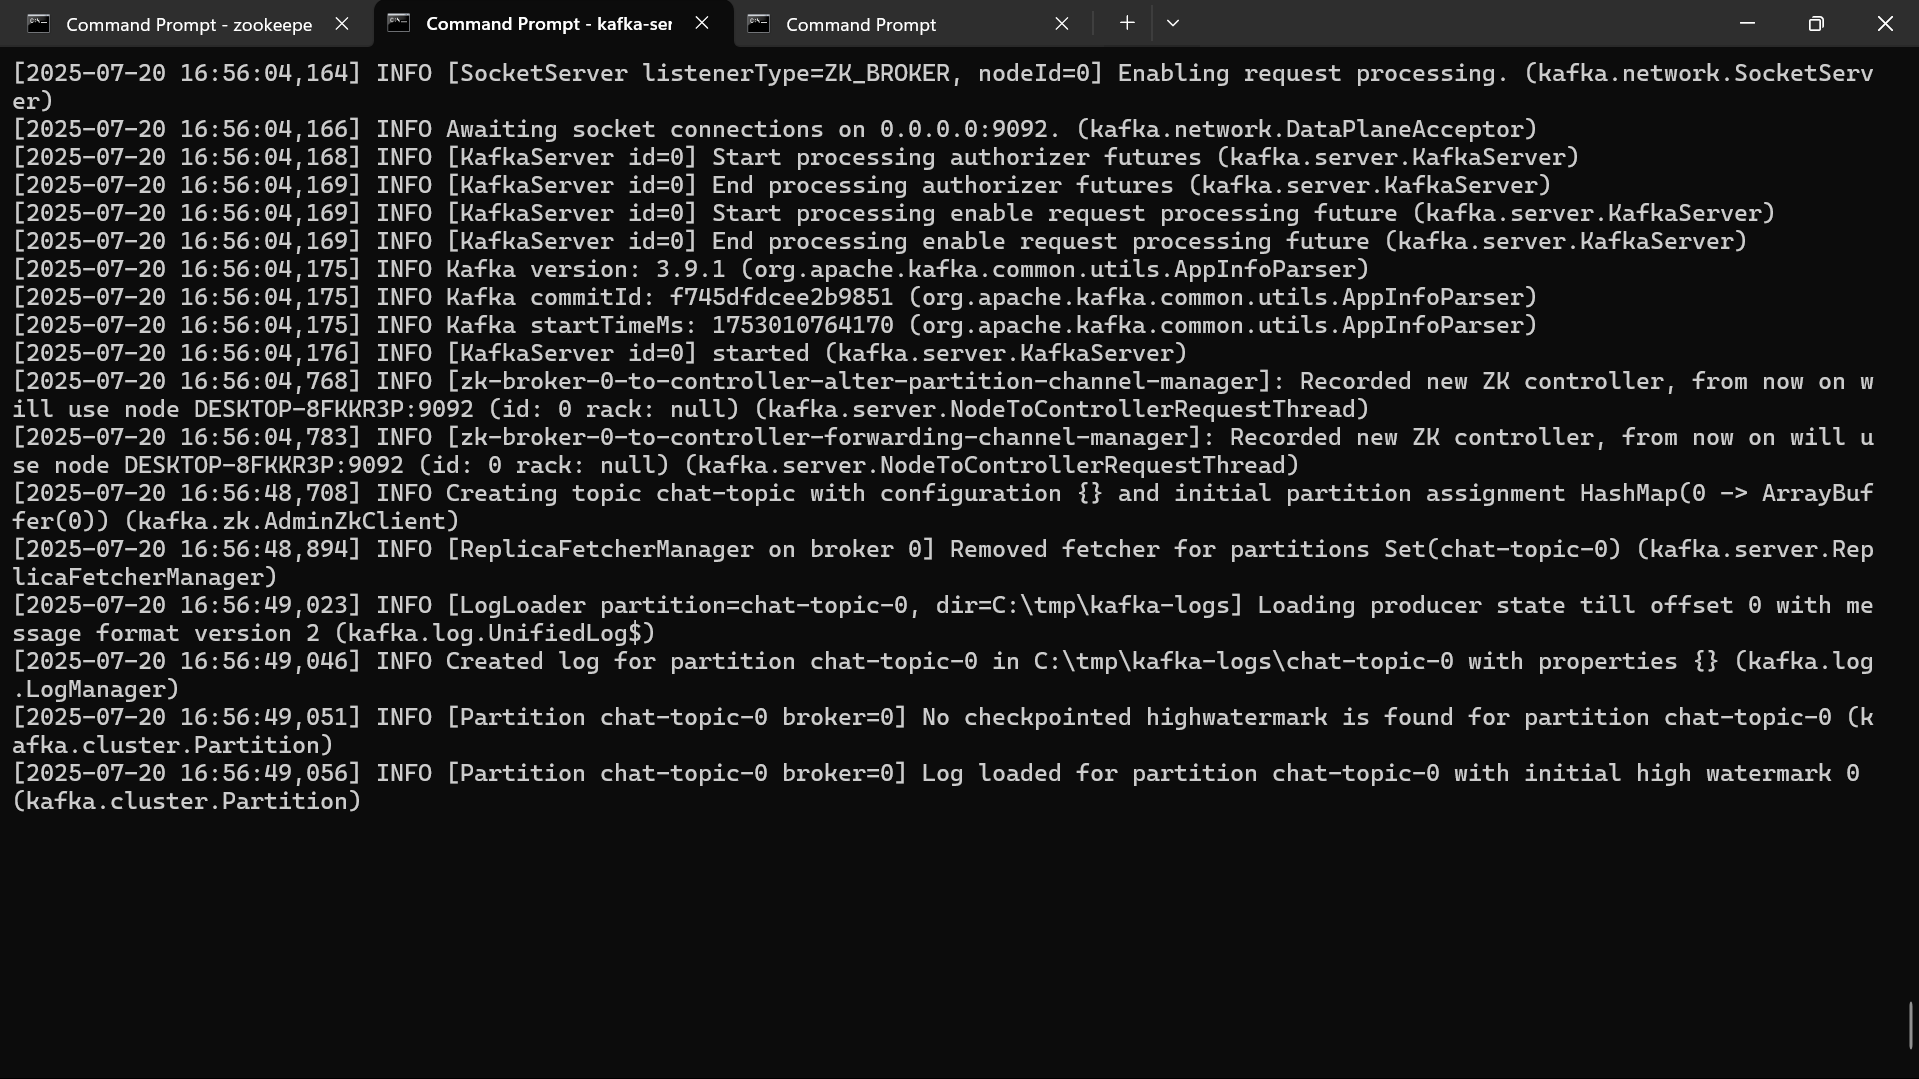 Command Prompt - zookeepe
Command Prompt - kafka-ser
Command Prompt
[2025-07-20 16:56:04,164] INFO [SocketServer listenerType=ZK_BROKER, nodeId=0] Enabling request processing. (kafka.network.SocketServ
er)
[2025-07-20 16:56:04,166] INFO Awaiting socket connections on 0.0.0.0:9092. (kafka.network.DataPlaneAcceptor)
[2025-07-20 16:56:04,168] INFO [KafkaServer id=0] Start processing authorizer futures (kafka.server.KafkaServer)
[2025-07-20 16:56:04,169] INFO [KafkaServer id=0] End processing authorizer futures (kafka.server.KafkaServer)
[2025-07-20 16:56:04,169] INFO [KafkaServer id=0] Start processing enable request processing future (kafka.server.KafkaServer)
[2025-07-20 16:56:04,169] INFO [KafkaServer id=0] End processing enable request processing future (kafka.server.KafkaServer)
[2025-07-20 16:56:04,175] INFO Kafka version: 3.9.1 (org.apache.kafka.common.utils.AppInfoParser)
[2025-07-20 16:56:04,175] INFO Kafka commitId: f745dfdcee2b9851 (org.apache.kafka.common.utils.AppInfoParser)
[2025-07-20 16:56:04,175] INFO Kafka startTimeMs: 1753010764170 (org.apache.kafka.common.utils.AppInfoParser)
[2025-07-20 16:56:04,176] INFO [KafkaServer id=0] started (kafka.server.KafkaServer)
[2025-07-20 16:56:04,768] INFO [zk-broker-0-to-controller-alter-partition-channel-manager]: Recorded new ZK controller, from now on w
ill use node DESKTOP-8FKKR3P:9092 (id: 0 rack: null) (kafka.server.NodeToControllerRequestThread)
[2025-07-20 16:56:04,783] INFO [zk-broker-0-to-controller-forwarding-channel-manager]: Recorded new ZK controller, from now on will u
se node DESKTOP-8FKKR3P:9092 (id: 0 rack: null) (kafka.server.NodeToControllerRequestThread)
[2025-07-20 16:56:48,708] INFO Creating topic chat-topic with configuration {} and initial partition assignment HashMap(0 -> ArrayBuf
fer(0)) (kafka.zk.AdminZkClient)
[2025-07-20 16:56:48,894] INFO [ReplicaFetcherManager on broker 0] Removed fetcher for partitions Set(chat-topic-0) (kafka.server.Rep
licaFetcherManager)
[2025-07-20 16:56:49,023] INFO [LogLoader partition=chat-topic-0, dir=C:\tmp\kafka-logs] Loading producer state till offset 0 with me
ssage format version 2 (kafka.log.UnifiedLog$)
[2025-07-20 16:56:49,046] INFO Created log for partition chat-topic-0 in C:\tmp\kafka-logs\chat-topic-0 with properties {} (kafka.log
.LogManager)
[2025-07-20 16:56:49,051] INFO [Partition chat-topic-0 broker=0] No checkpointed highwatermark is found for partition chat-topic-0 (k
afka.cluster.Partition)
[2025-07-20 16:56:49,056] INFO [Partition chat-topic-0 broker=0] Log loaded for partition chat-topic-0 with initial high watermark 0
(kafka.cluster.Partition)